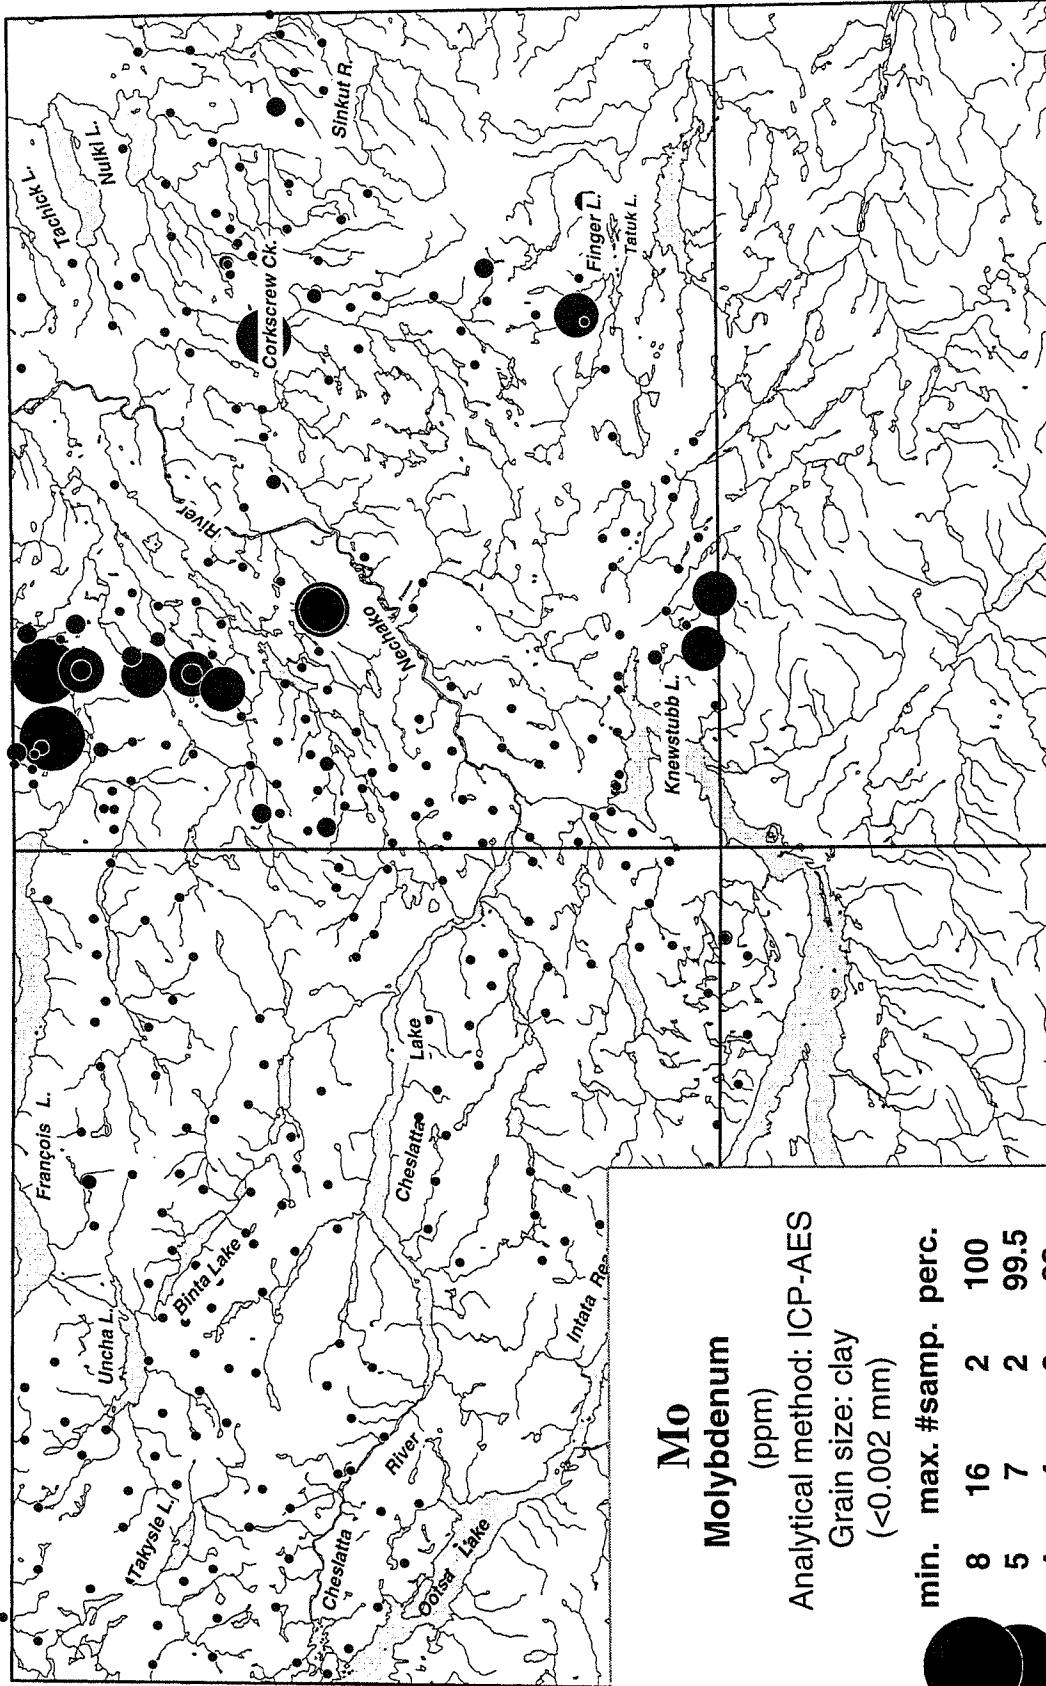 Tachick L.
Nulki L.
Sinkut R.
Corkscrew Ck.
Finger L.
Tatuk L.
River
Nechako
Knewstubb L.
François L.
Lake
Cheslatta
Binta Lake
Uncha L.
Takysie L.
River
Cheslatta
Ootsa Lake
Intata
Mo
Molybdenum
(ppm)
Analytical method: ICP-AES
Grain size: clay
(<0.002 mm)
min. max. #samp. perc.
8 16 2 100
5 7 2 99.5